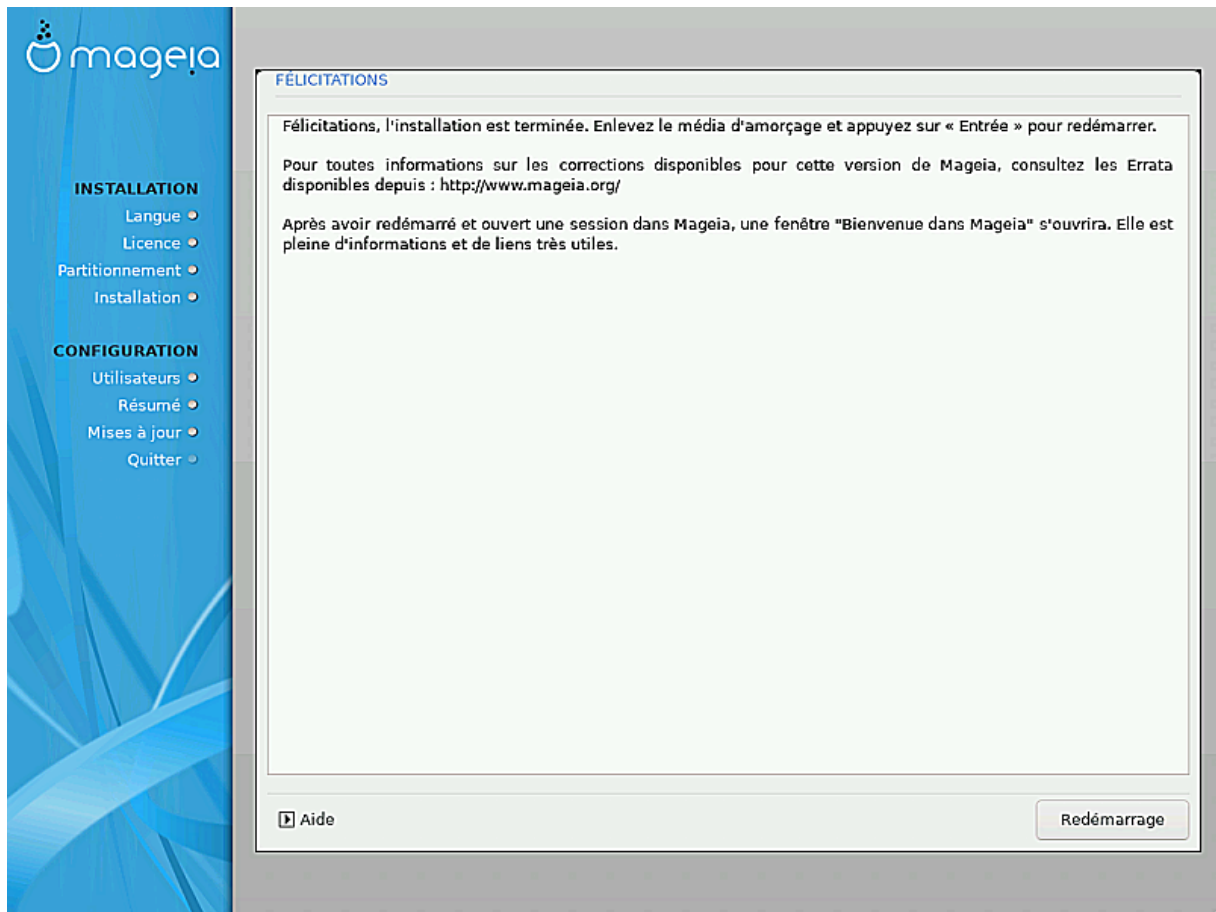 mageia
INSTALLATION
Langue
Licence
Partitionnement
Installation
CONFIGURATION
Utilisateurs
Résumé
Mises à jour
Quitter
FÉLICITATIONS
Félicitations, l'installation est terminée. Enlevez le média d'amorçage et appuyez sur « Entrée » pour redémarrer.
Pour toutes informations sur les corrections disponibles pour cette version de Mageia, consultez les Errata
disponibles depuis : http://www.mageia.org/
Après avoir redémarré et ouvert une session dans Mageia, une fenêtre "Bienvenue dans Mageia" s'ouvrira. Elle est
pleine d'informations et de liens très utiles.
Aide
Redémarrage